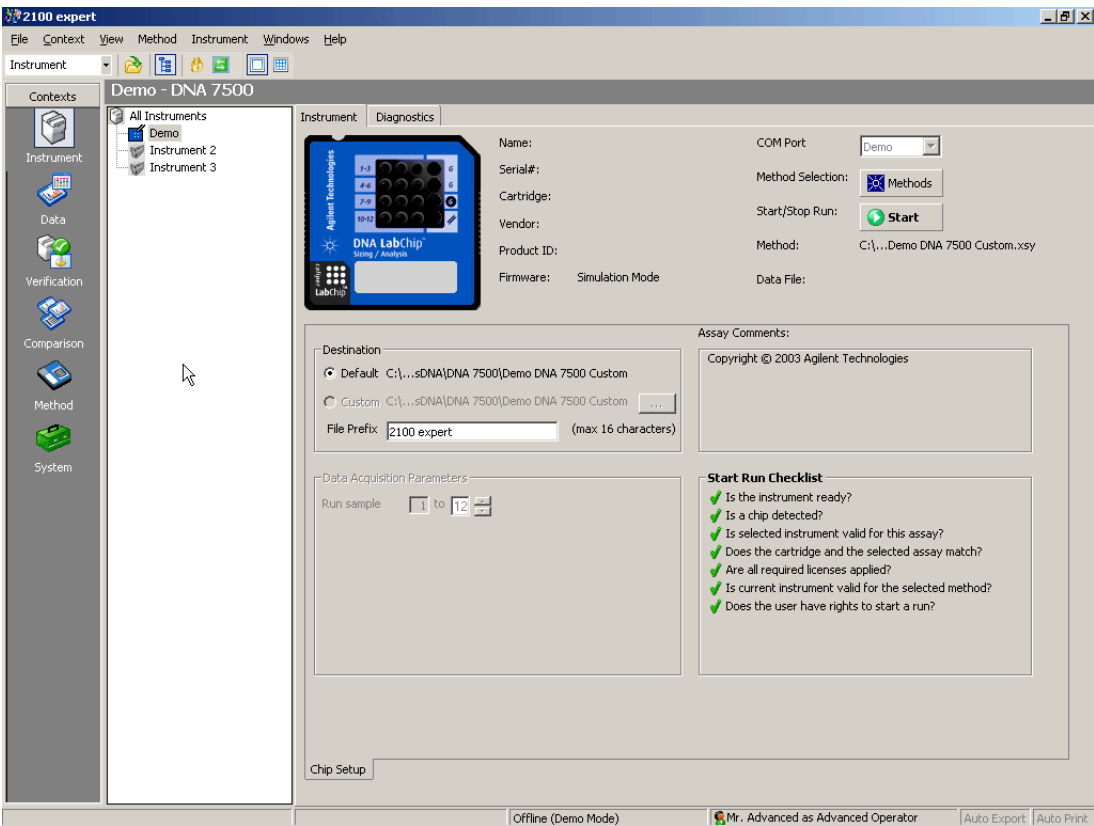 2100 expert
File Context View Method Instrument Windows Help
Instrument
Contexts
Demo - DNA 7500
Instrument
Data
Verification
Comparison
Method
System
All Instruments
Demo
Instrument 2
Instrument 3
Instrument Diagnostics
Agilent Technologies
1-3 G
4-6 G
7-9 G
10-12
DNA LabChip
Sizing / Analysis
caliper
LabChip
Name:
Serial#:
Cartridge:
Vendor:
Product ID:
Firmware: Simulation Mode
COM Port Demo
Method Selection: Methods
Start/Stop Run: Start
Method: C:\...Demo DNA 7500 Custom.xsy
Data File:
Destination
Default C:\...sDNA\DNA 7500\Demo DNA 7500 Custom
Custom C:\...sDNA\DNA 7500\Demo DNA 7500 Custom ...
File Prefix 2100 expert (max 16 characters)
Assay Comments:
Copyright © 2003 Agilent Technologies
Data Acquisition Parameters
Run sample 1 to 12
Start Run Checklist
Is the instrument ready?
Is a chip detected?
Is selected instrument valid for this assay?
Does the cartridge and the selected assay match?
Are all required licenses applied?
Is current instrument valid for the selected method?
Does the user have rights to start a run?
Chip Setup
Offline (Demo Mode) Mr. Advanced as Advanced Operator Auto Export Auto Print